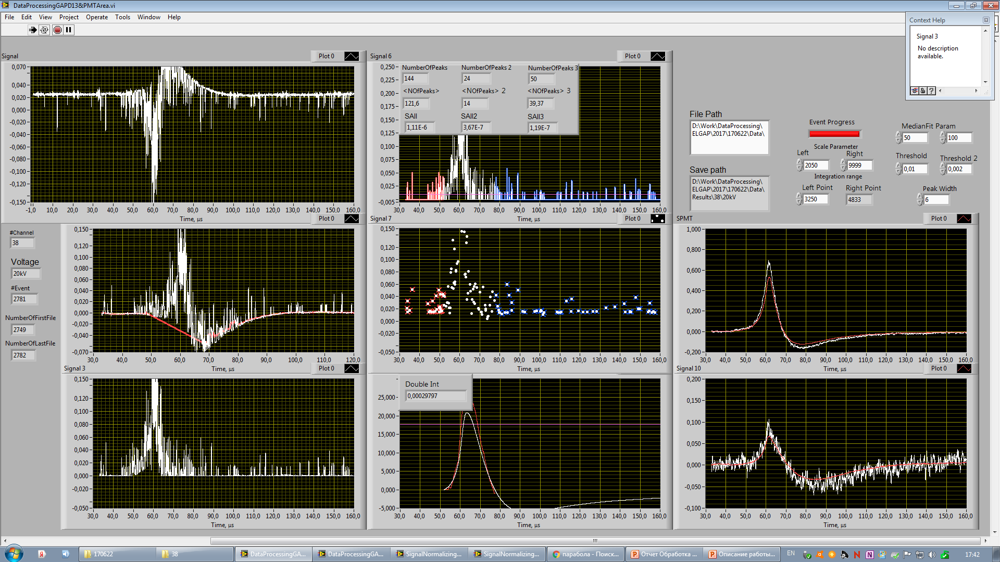 DataProcessingGAPD13&PMTArea.vi
File Edit View Project Operate Tools Window Help
Context Help
Signal 3
No description
available.
Signal
Plot 0
0,070
0,040
0,020
0,000
-0,020
-0,040
-0,060
-0,080
-0,100
-0,120
-0,150
-1,0 10,0 20,0 30,0 40,0 50,0 60,0 70,0 80,0 90,0 100,0 110,0 120,0 130,0 140,0 150,0 160,0
Time, µs
Signal 6
Plot 0
NumberOfPeaks NumberOfPeaks 2 NumberOfPeaks 3
144 24 50
<NOfPeaks> <NOfPeaks> 2 <NOfPeaks> 3
121,6 14 39,37
SAll SAll2 SAll3
1,11E-6 3,67E-7 1,19E-7
0,250
0,225
0,200
0,175
0,150
0,125
0,100
0,075
0,050
0,025
-0,005
30,0 40,0 50,0 60,0 70,0 80,0 90,0 100,0 110,0 120,0 130,0 140,0 150,0 160,0
Time, µs
File Path
D:\Work\DataProcessing\
ELGAP\2017\170622\Data\
Save path
D:\Work\DataProcessing\
ELGAP\2017\170622\Data\
Results\38\20kV
Event Progress
Scale Parameter
Left Right
2050 9999
Integration range
Left Point Right Point
3250 4833
MedianFit Param
50 100
Threshold Threshold 2
0,01 0,002
Peak Width
6
#Channel
38
Voltage
20kV
#Event
2781
NumberOfFirstFile
2749
NumberOfLastFile
2782
Plot 0
0,150
0,120
0,100
0,080
0,060
0,040
0,020
0,000
-0,020
-0,040
-0,070
30,0 40,0 50,0 60,0 70,0 80,0 90,0 100,0 110,0 120,0
Time, µs
Signal 7
Plot 0
0,150
0,120
0,100
0,080
0,060
0,040
0,020
0,000
-0,020
-0,050
30,0 40,0 50,0 60,0 70,0 80,0 90,0 100,0 110,0 120,0 130,0 140,0 150,0 160,0
Time, µs
SPMT
Plot 0
1,000
0,800
0,600
0,400
0,200
0,000
-0,200
30,0 40,0 50,0 60,0 70,0 80,0 90,0 100,0 110,0 120,0 130,0 140,0 150,0 160,0
Time, µs
Signal 3
Plot 0
0,150
0,120
0,100
0,080
0,060
0,040
0,020
0,000
-0,020
-0,050
30,0 40,0 50,0 60,0 70,0 80,0 90,0 100,0 110,0 120,0 130,0 140,0 150,0 160,0
Time, µs
Double Int
0,00029797
25,000
20,000
15,000
10,000
5,000
0,000
-5,000
30,0 40,0 50,0 60,0 70,0 80,0 90,0 100,0 110,0 120,0 130,0 140,0 150,0 160,0
Time, µs
Signal 10
Plot 0
0,200
0,150
0,100
0,050
0,000
-0,050
-0,100
30,0 40,0 50,0 60,0 70,0 80,0 90,0 100,0 110,0 120,0 130,0 140,0 150,0 160,0
Time, µs
Я 170622 38 DataProcessingGA... DataProcessingGA... SignalNormalizing... SignalNormalizing... парабола - Поиск... Отчет Обработка ... Описание работы... EN 17:42